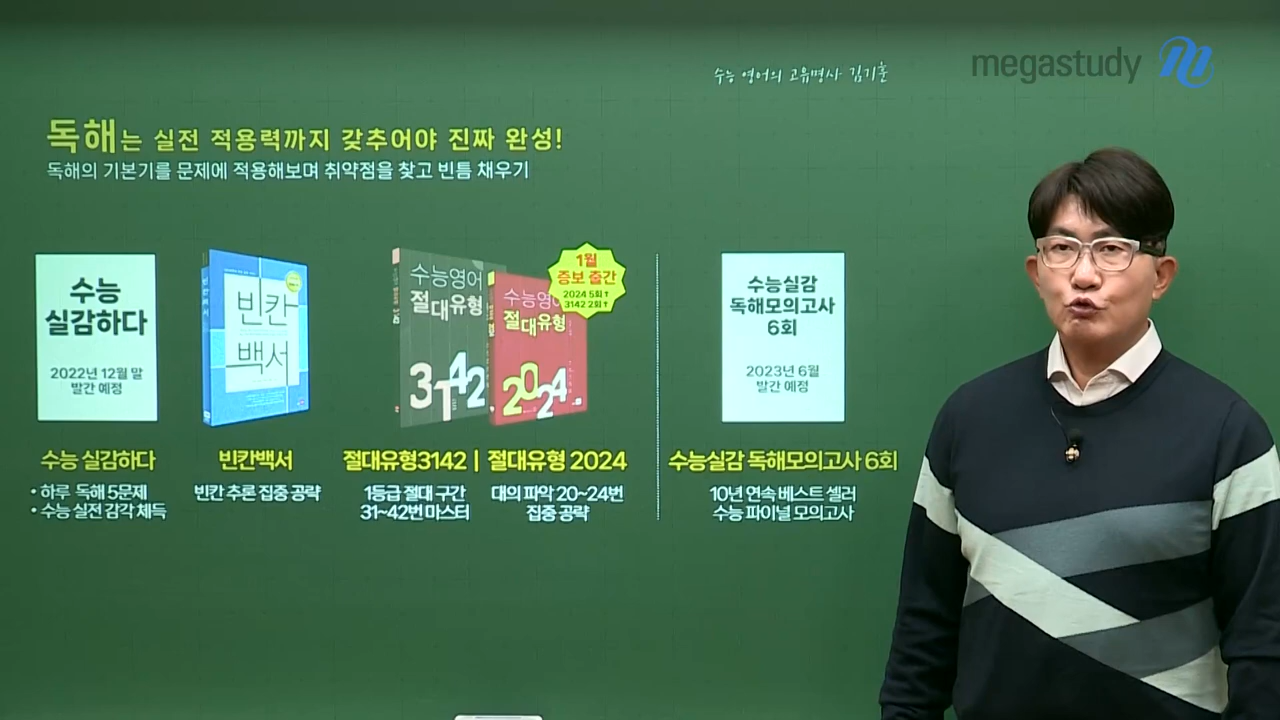 수능 영어의 고유명사 김기훈
megastudy
독해는 실전 적용력까지 갖추어야 진짜 완성!
독해의 기본기를 문제에 적용해보며 취약점을 찾고 빈틈 채우기
수능
실감하다
2022년 12월 말
발간 예정
빈칸
백서
빈칸백서
수능영어
절대유형
3142
수능영어
절대유형
2024
1월
증보 출간
2024 5회↑
3142 2회↑
수능실감
독해모의고사
6회
2023년 6월
발간 예정
수능 실감하다
• 하루 독해 5문제
• 수능 실전 감각 체득
빈칸백서
빈칸 추론 집중 공략
절대유형3142 | 절대유형 2024
1등급 절대 구간
31~42번 마스터
대의 파악 20~24번
집중 공략
수능실감 독해모의고사 6회
10년 연속 베스트 셀러
수능 파이널 모의고사